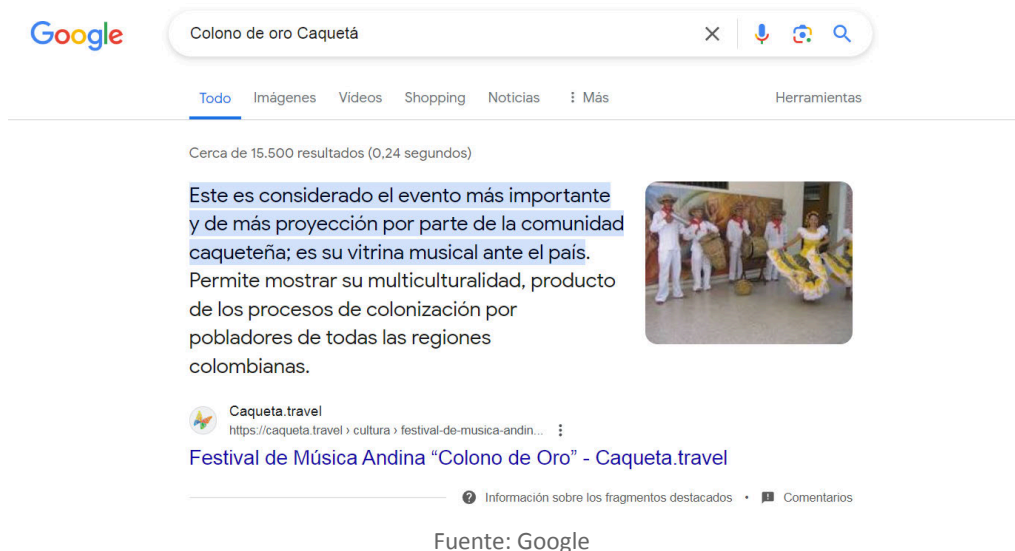 Google
Colono de oro Caquetá
Todo Imágenes Vídeos Shopping Noticias Más Herramientas
Cerca de 15.500 resultados (0,24 segundos)
Este es considerado el evento más importante
y de más proyección por parte de la comunidad
caqueteña; es su vitrina musical ante el país.
Permite mostrar su multiculturalidad, producto
de los procesos de colonización por
pobladores de todas las regiones
colombianas.
Caqueta.travel
https://caqueta.travel › cultura › festival-de-musica-andin...
Festival de Música Andina “Colono de Oro” - Caqueta.travel
Información sobre los fragmentos destacados • Comentarios
Fuente: Google